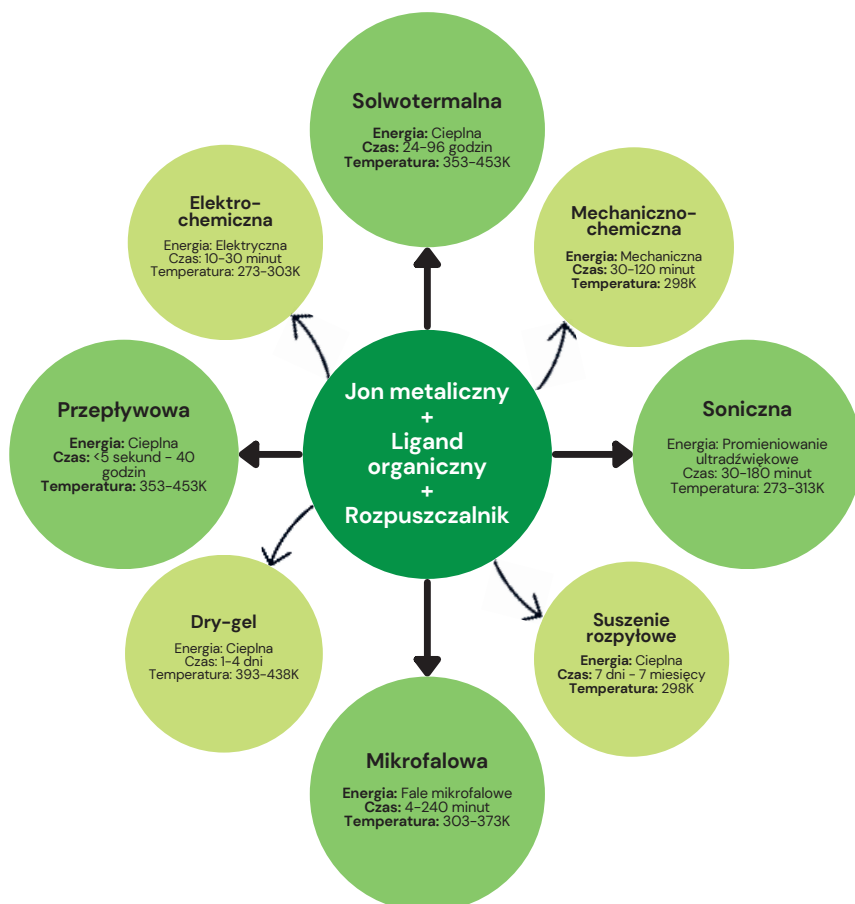 Solwotermalna
Energia: Cieplna
Czas: 24-96 godzin
Temperatura: 353-453K
Elektro-
chemiczna
Energia: Elektryczna
Czas: 10-30 minut
Temperatura: 273-303K
Mechaniczno-
chemiczna
Energia: Mechaniczna
Czas: 30-120 minut
Temperatura: 298K
Przepływowa
Energia: Cieplna
Czas: <5 sekund - 40
godzin
Temperatura: 353-453K
Jon metaliczny
+
Ligand
organiczny
+
Rozpuszczalnik
Soniczna
Energia: Promieniowanie
ultradźwiękowe
Czas: 30-180 minut
Temperatura: 273-313K
Dry-gel
Energia: Cieplna
Czas: 1-4 dni
Temperatura: 393-438K
Suszenie
rozpyłowe
Energia: Cieplna
Czas: 7 dni - 7 miesięcy
Temperatura: 298K
Mikrofalowa
Energia: Fale mikrofalowe
Czas: 4-240 minut
Temperatura: 303-373K